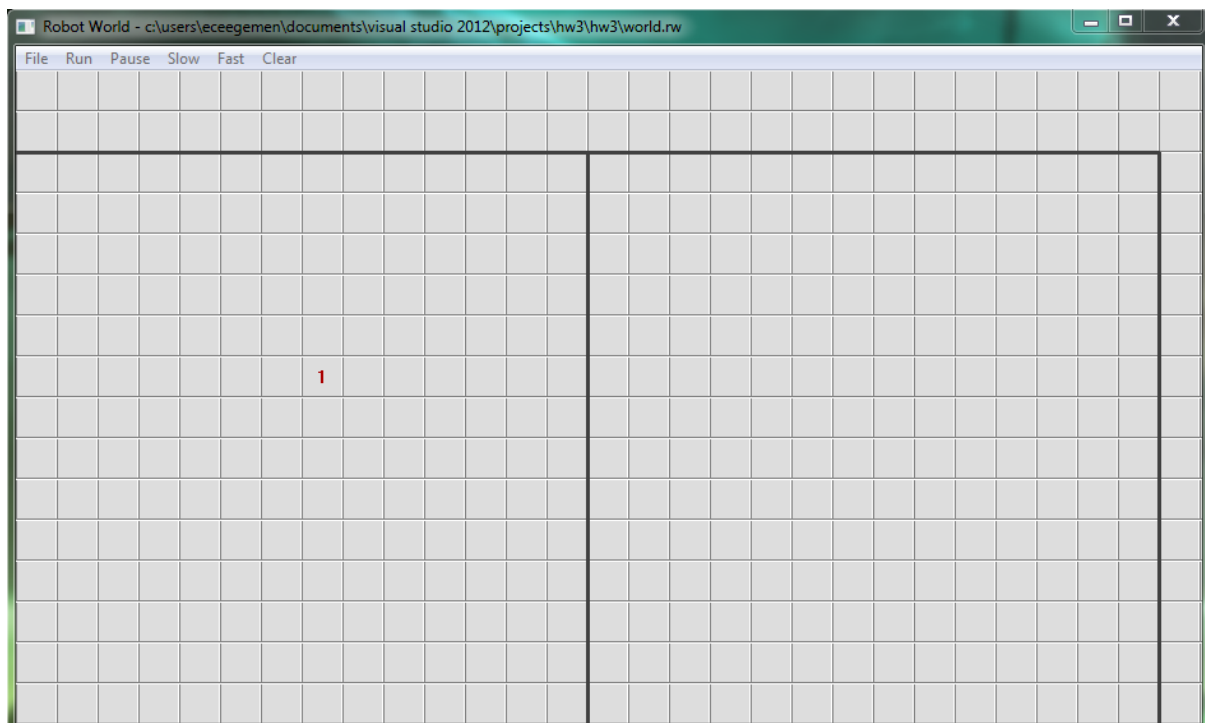 Robot World - c:\users\eceegemen\documents\visual studio 2012\projects\hw3\hw3\world.rw
File Run Pause Slow Fast Clear
1